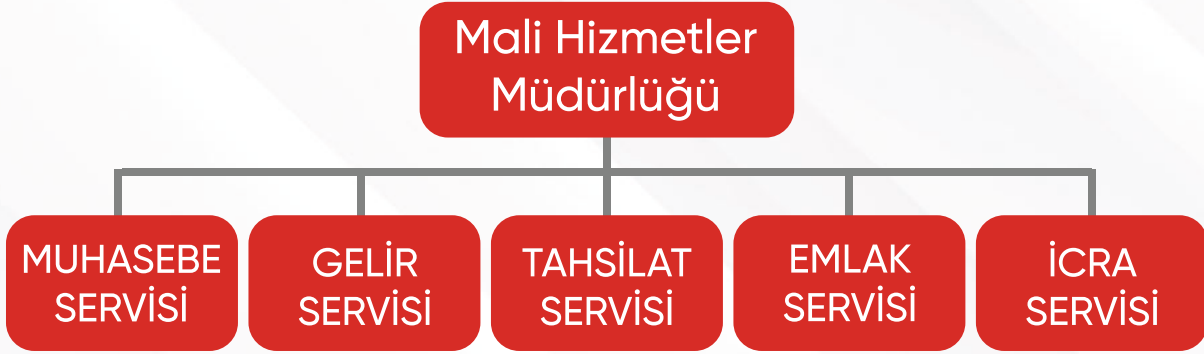 Mali Hizmetler
Müdürlüğü
MUHASEBE
SERVİSİ
GELİR
SERVİSİ
TAHSİLAT
SERVİSİ
EMLAK
SERVİSİ
İCRA
SERVİSİ